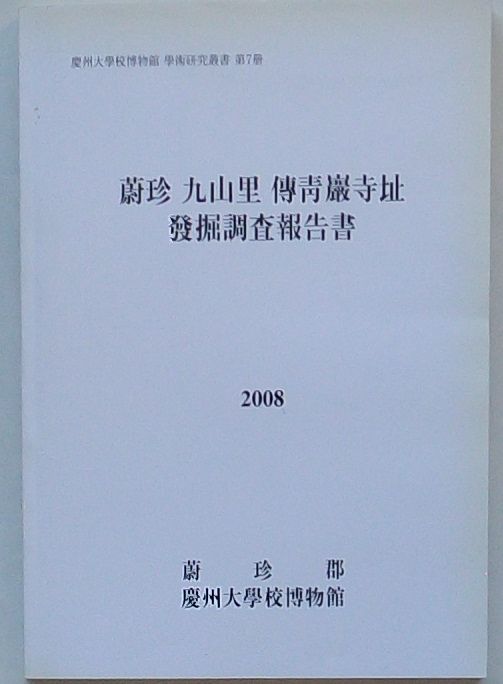 慶州大學校博物館 學術硏究叢書 第7册
蔚珍 九山里 傳靑巖寺址
發掘調査報告書
2008
蔚珍郡
慶州大學校博物館